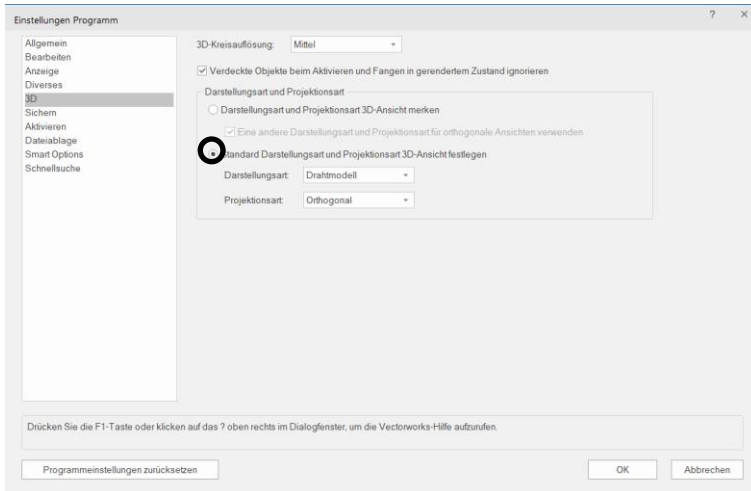 Einstellungen Programm
? ×
Allgemein
Bearbeiten
Anzeige
Diverses
3D
Sichern
Aktivieren
Dateiablage
Smart Options
Schnellsuche
3D-Kreisauflösung: Mittel
Verdeckte Objekte beim Aktivieren und Fangen in gerendertem Zustand ignorieren
Darstellungsart und Projektionsart
Darstellungsart und Projektionsart 3D-Ansicht merken
Eine andere Darstellungsart und Projektionsart für orthogonale Ansichten verwenden
Standard Darstellungsart und Projektionsart 3D-Ansicht festlegen
Darstellungsart: Drahtmodell
Projektionsart: Orthogonal
Drücken Sie die F1-Taste oder klicken auf das ? oben rechts im Dialogfenster, um die Vectorworks-Hilfe aufzurufen.
Programmeinstellungen zurücksetzen
OK
Abbrechen